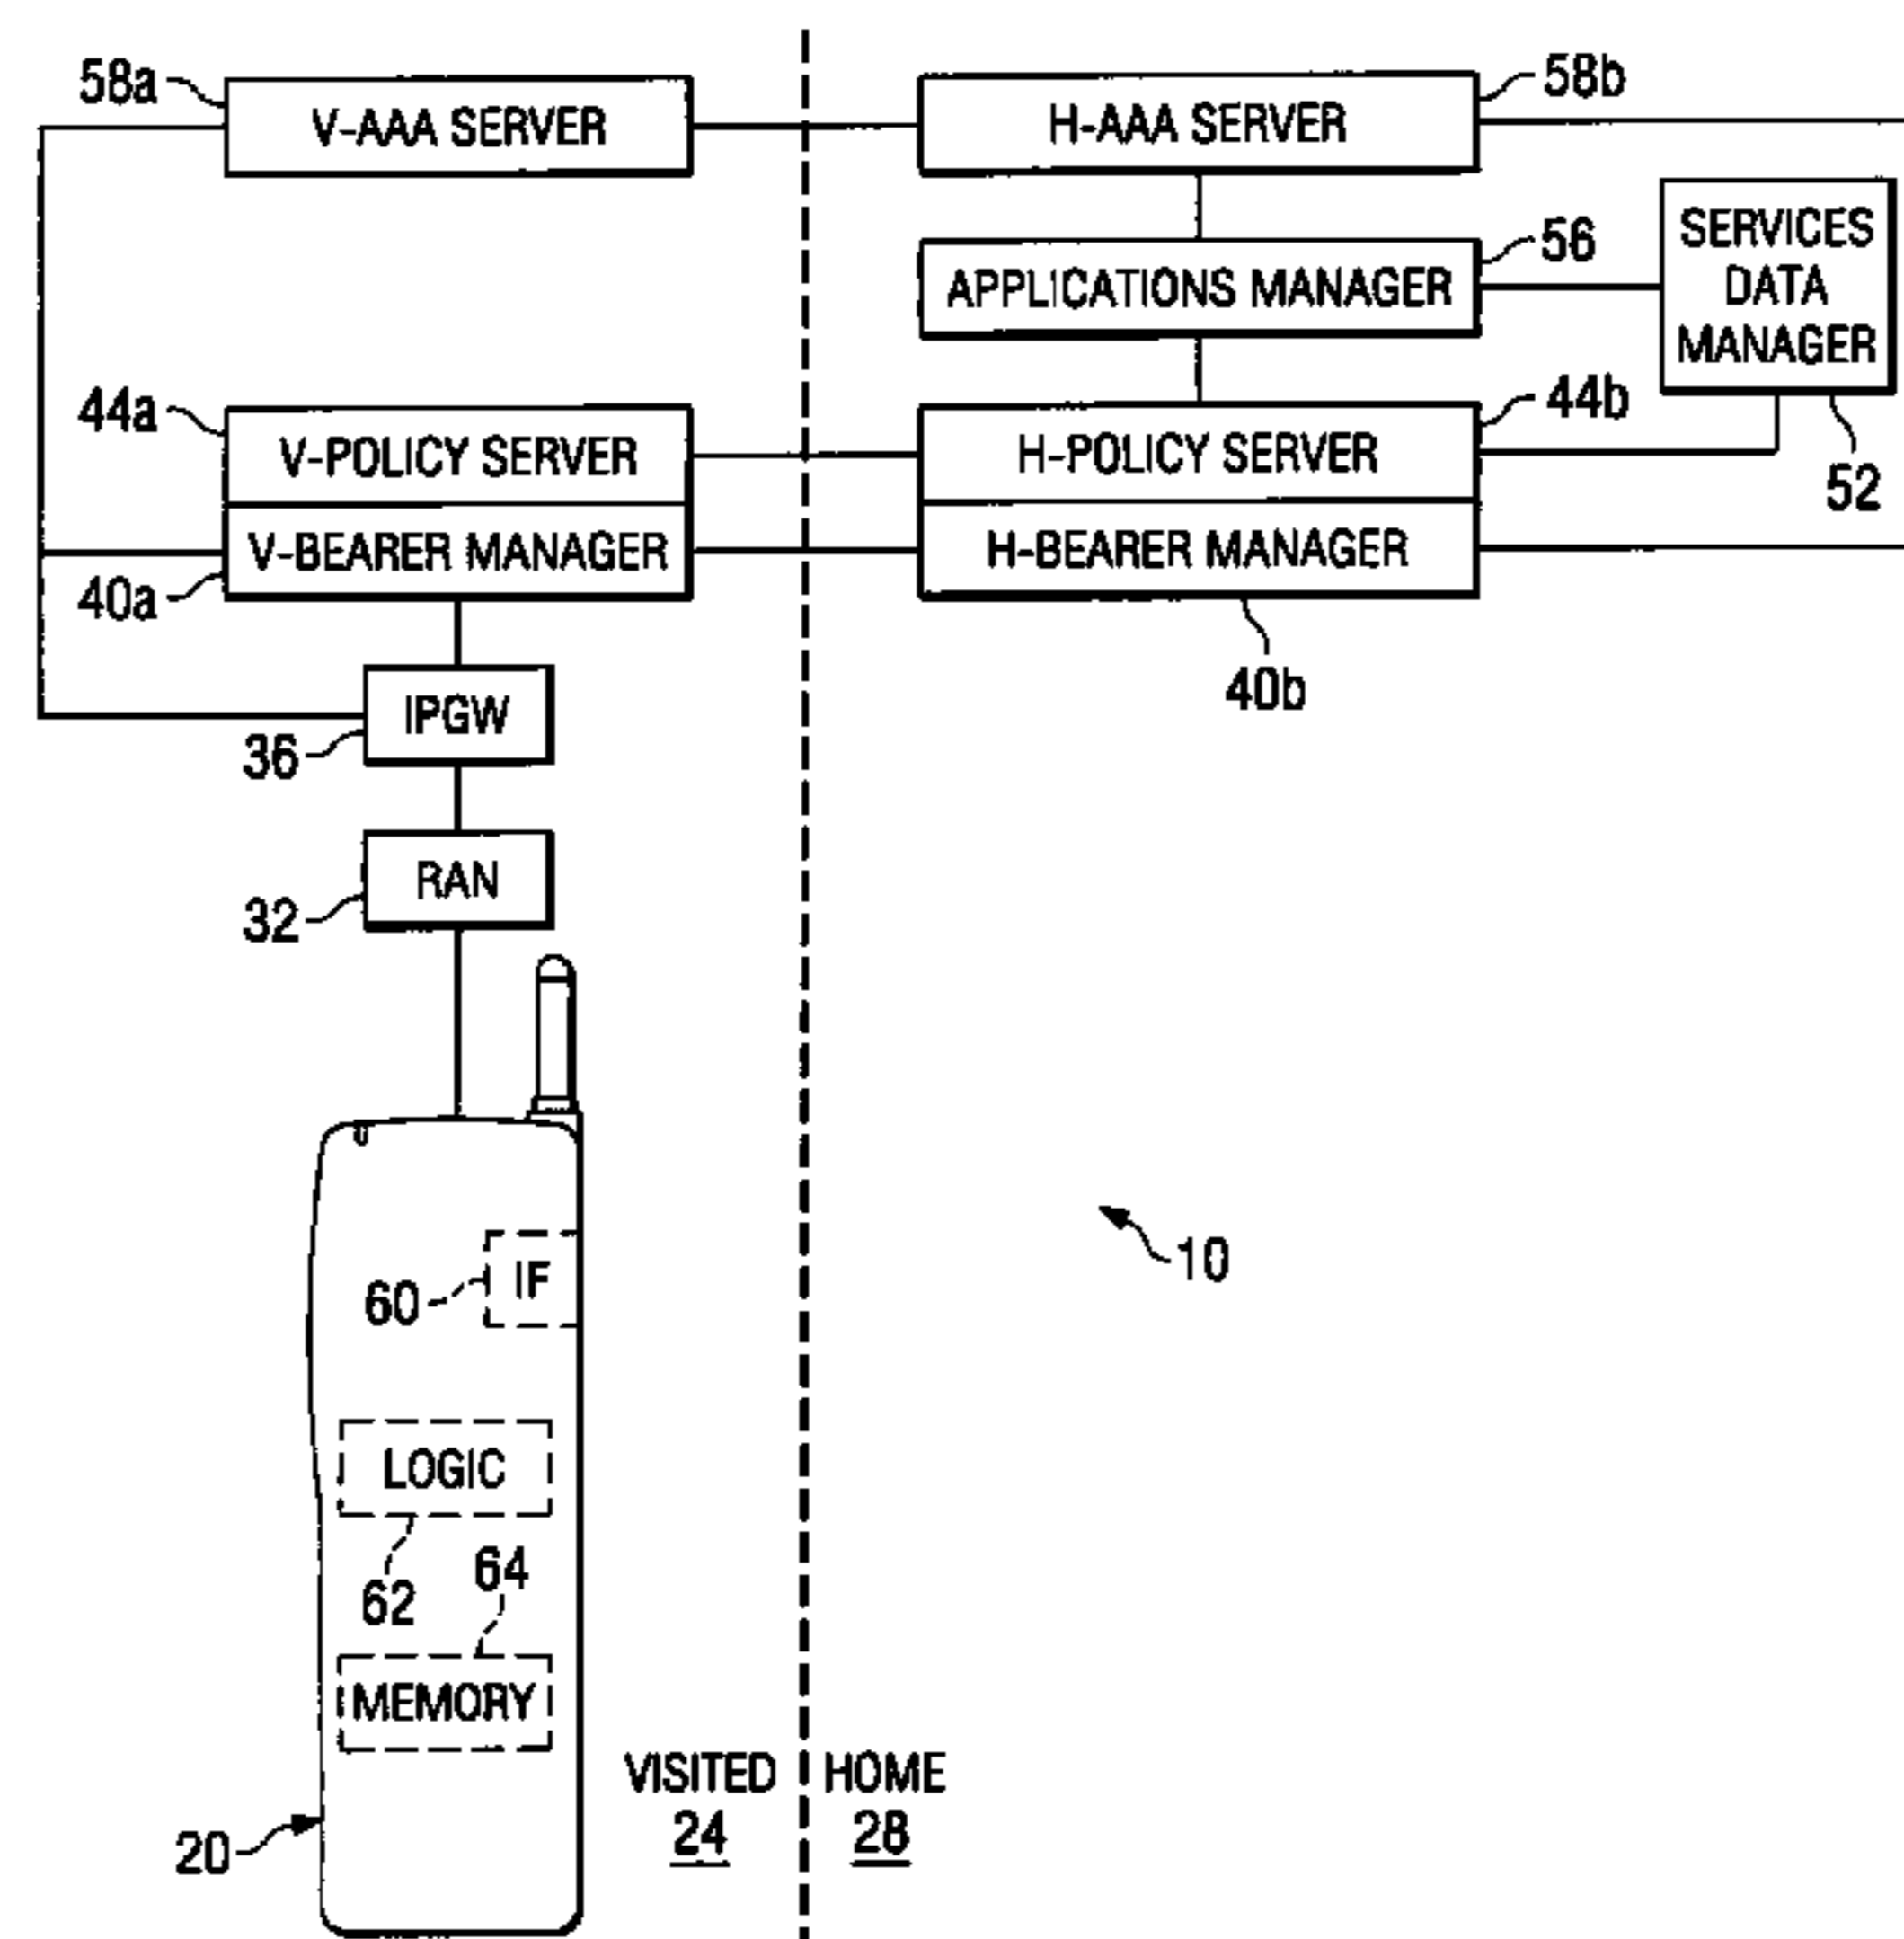 58a
V-AAA SERVER
H-AAA SERVER
58b
APPLICATIONS MANAGER
56
SERVICES
DATA
MANAGER
52
44a
V-POLICY SERVER
H-POLICY SERVER
44b
V-BEARER MANAGER
40a
H-BEARER MANAGER
40b
IPGW
36
RAN
32
10
IF
60
LOGIC
62
64
MEMORY
VISITED
24
HOME
28
20